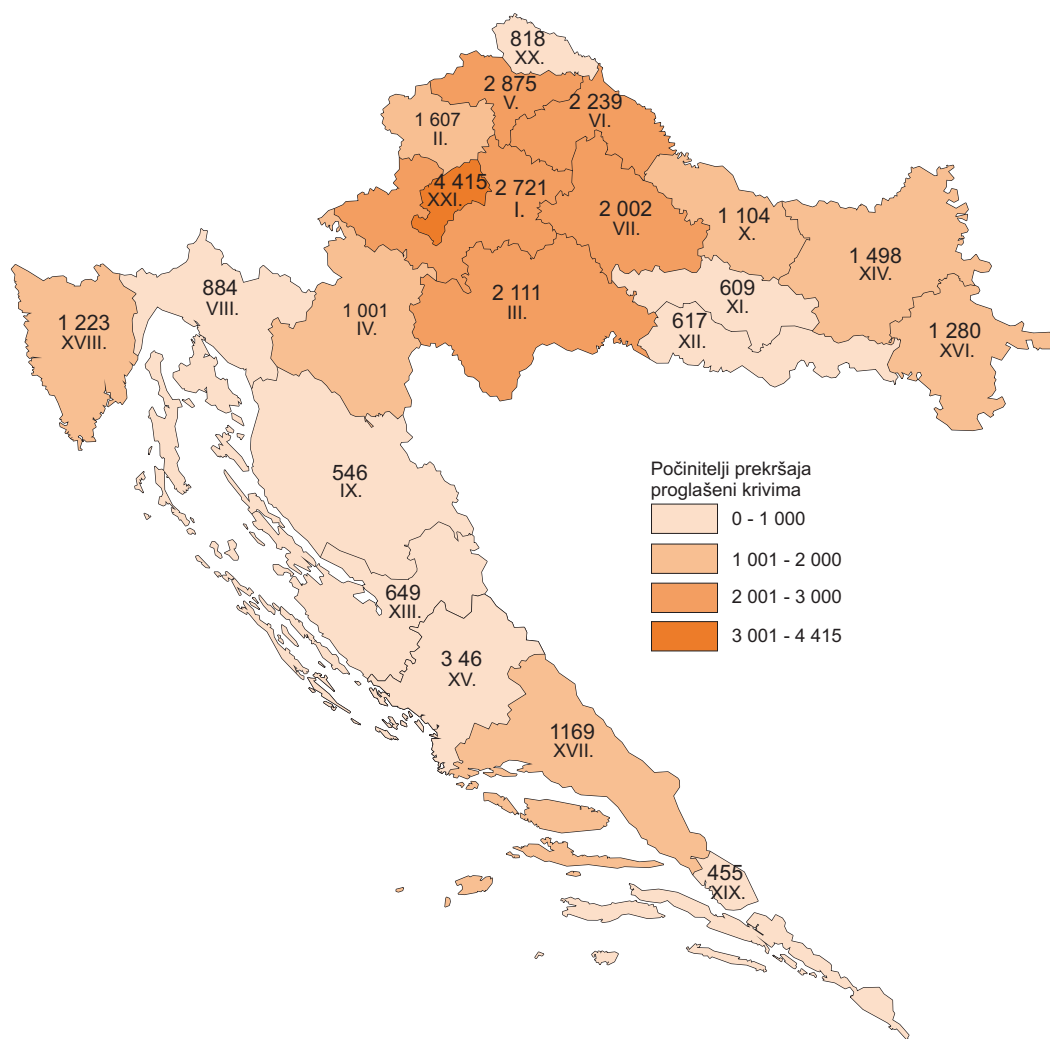 818
XX.
2 875
V.
2 239
VI.
1 607
II.
4 415
XXI.
2 721
I.
2 002
VII.
1 104
X.
1 498
XIV.
884
VIII.
1 223
XVIII.
1 001
IV.
2 111
III.
609
XI.
617
XII.
1 280
XVI.
546
IX.
Počinitelji prekršaja
proglašeni krivima
0 - 1 000
1 001 - 2 000
2 001 - 3 000
3 001 - 4 415
649
XIII.
3 46
XV.
1169
XVII.
455
XIX.